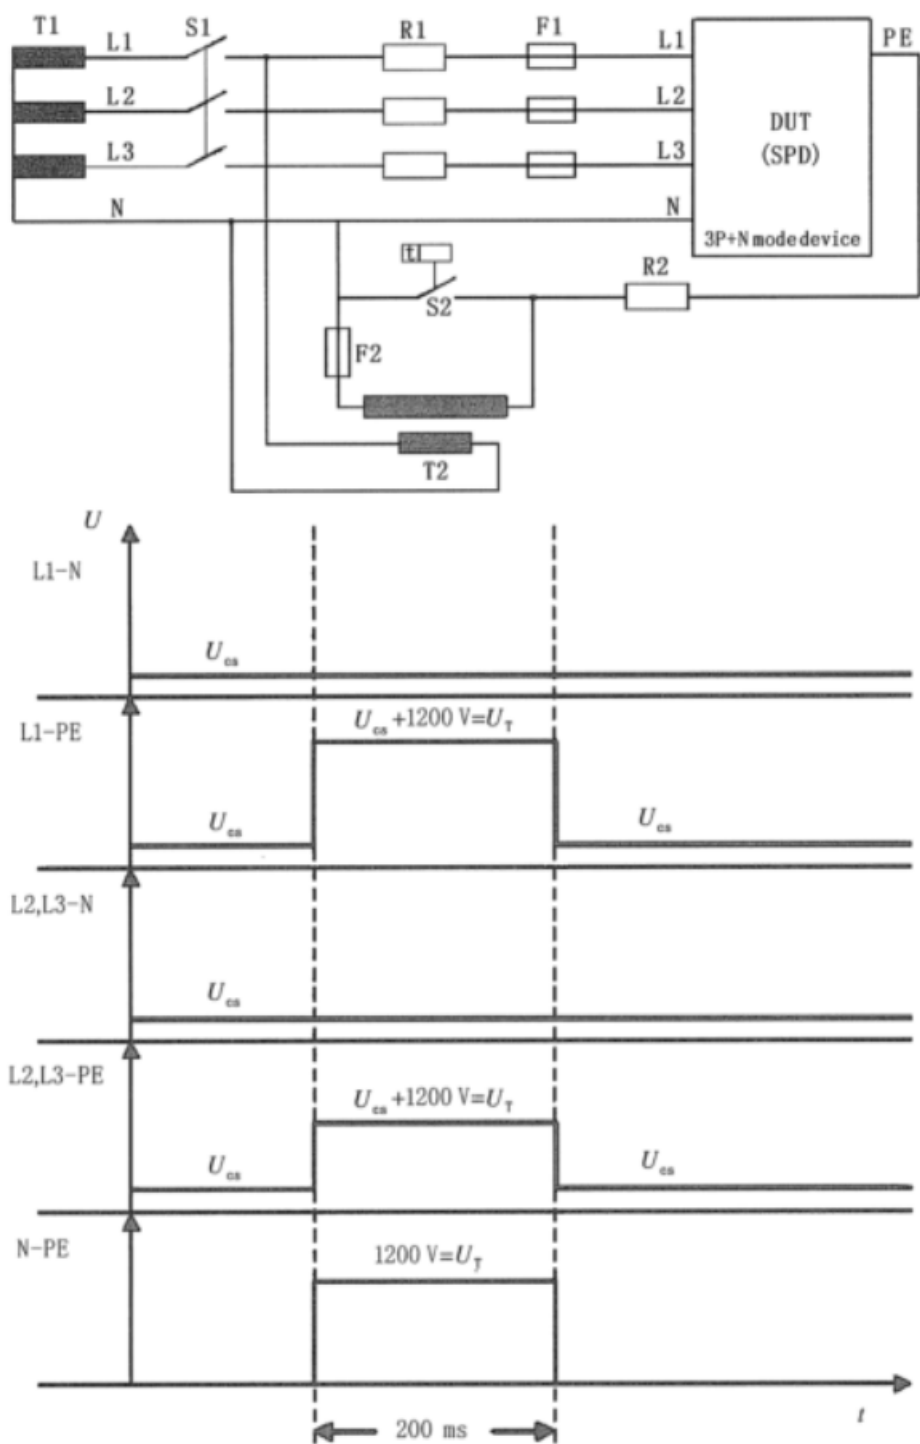 T1 L1 S1 R1 F1 L1 PE
L2 L2
DUT
(SPD)
L3 L3
N N
3P+N mode device
t
S2
R2
F2
T2
U
L1-N
Ucs
L1-PE
Ucs +1200 V=UT
Ucs Ucs
L2,L3-N
Ucs
L2,L3-PE
Ucs +1200 V=UT
Ucs Ucs
N-PE
1200 V=UT
t
200 ms